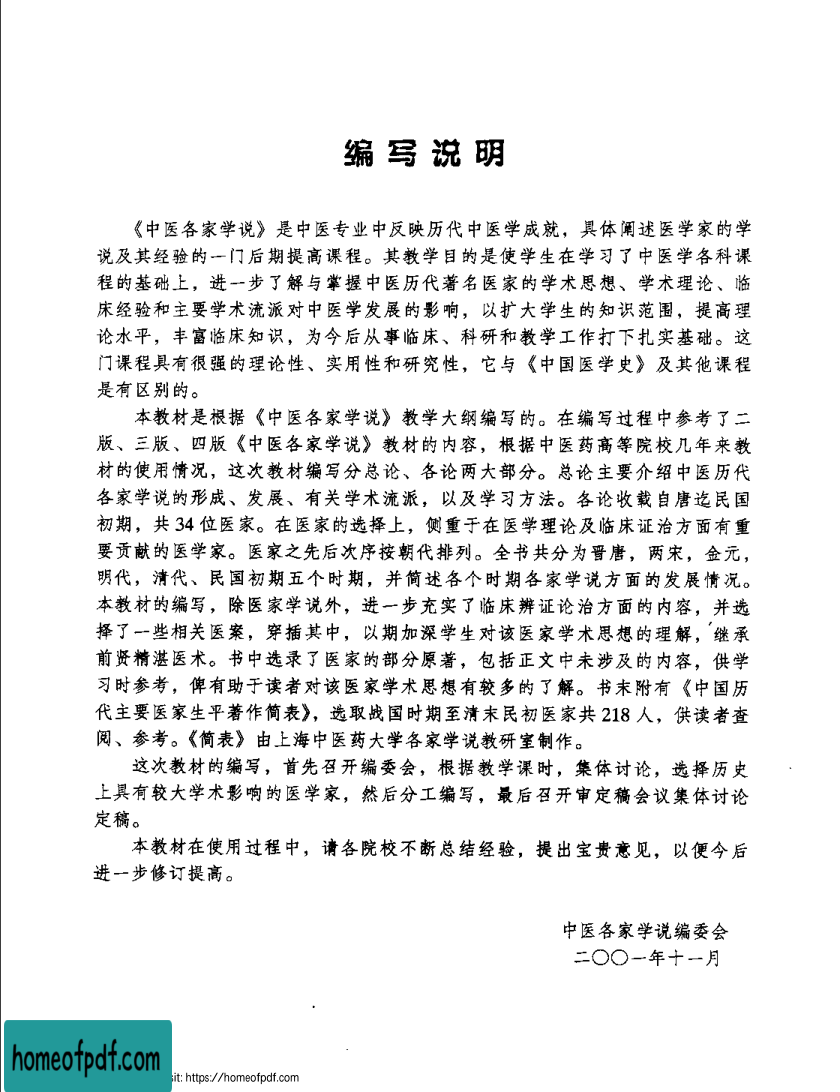 编写说明
《中医各家学说》是中医专业中反映历代中医学成就，具体阐述医学家的学
说及其经验的一门后期提高课程。其教学目的是使学生在学习了中医学各科课
程的基础上，进一步了解与掌握中医历代著名医家的学术思想、学术理论、临
床经验和主要学术流派对中医学发展的影响，以扩大学生的知识范围，提高理
论水平，丰富临床知识，为今后从事临床、科研和教学工作打下扎实基础。这
门课程具有很强的理论性、实用性和研究性，它与《中国医学史》及其他课程
是有区别的。
本教材是根据《中医各家学说》教学大纲编写的。在编写过程中参考了二
版、三版、四版《中医各家学说》教材的内容，根据中医药高等院校几年来教
材的使用情况，这次教材编写分总论、各论两大部分。总论主要介绍中医历代
各家学说的形成、发展、有关学术流派，以及学习方法。各论收载自唐迄民国
初期，共 34 位医家。在医家的选择上，侧重于在医学理论及临床证治方面有重
要贡献的医学家。医家之先后次序按朝代排列。全书共分为晋唐，两宋，金元，
明代，清代、民国初期五个时期，并简述各个时期各家学说方面的发展情况。
本教材的编写，除医家学说外，进一步充实了临床辨证论治方面的内容，并选
择了一些相关医案，穿插其中，以期加深学生对该医家学术思想的理解，继承
前贤精湛医术。书中选录了医家的部分原著，包括正文中未涉及的内容，供学
习时参考，俾有助于读者对该医家学术思想有较多的了解。书末附有《中国历
代主要医家生平著作简表》，选取战国时期至清末民初医家共 218 人，供读者查
阅、参考。《简表》由上海中医药大学各家学说教研室制作。
这次教材的编写，首先召开编委会，根据教学课时，集体讨论，选择历史
上具有较大学术影响的医学家，然后分工编写，最后召开审定稿会议集体讨论
定稿。
本教材在使用过程中，请各院校不断总结经验，提出宝贵意见，以便今后
进一步修订提高。
中医各家学说编委会
二〇〇一年十一月
homeofpdf.com
sit: https://homeofpdf.com